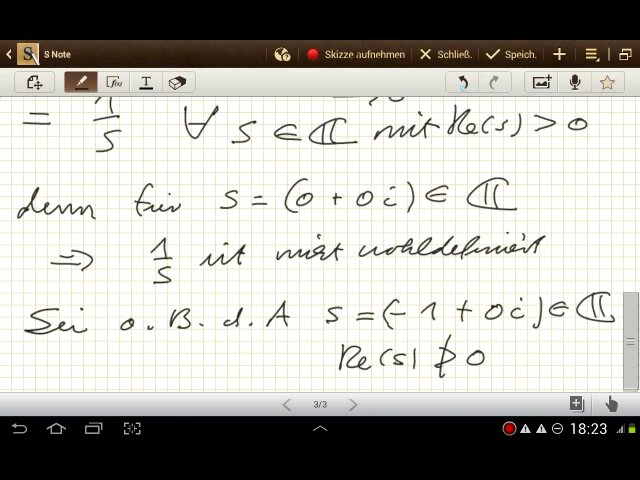 S Note
Skizze aufnehmen
Schließ.
Speich.
= 1/s ∀ s ∈ ℂ mit Re(s) > 0
denn für s = (0 + 0i) ∈ ℂ
⇒ 1/s ist nicht wohldefiniert
Sei o.B.d.A s = (-1 + 0i) ∈ ℂ
Re(s) ≯ 0
3/3
18:23